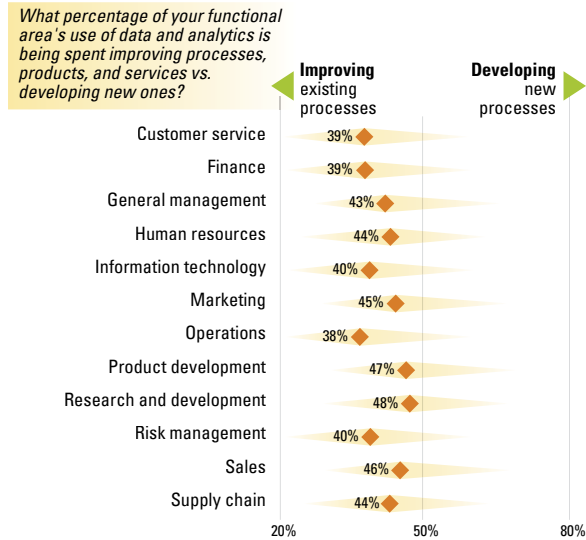 What percentage of your functional
area's use of data and analytics is
being spent improving processes,
products, and services vs.
developing new ones?
Improving
existing
processes
Developing
new
processes
Customer service 39%
Finance 39%
General management 43%
Human resources 44%
Information technology 40%
Marketing 45%
Operations 38%
Product development 47%
Research and development 48%
Risk management 40%
Sales 46%
Supply chain 44%
20% 50% 80%